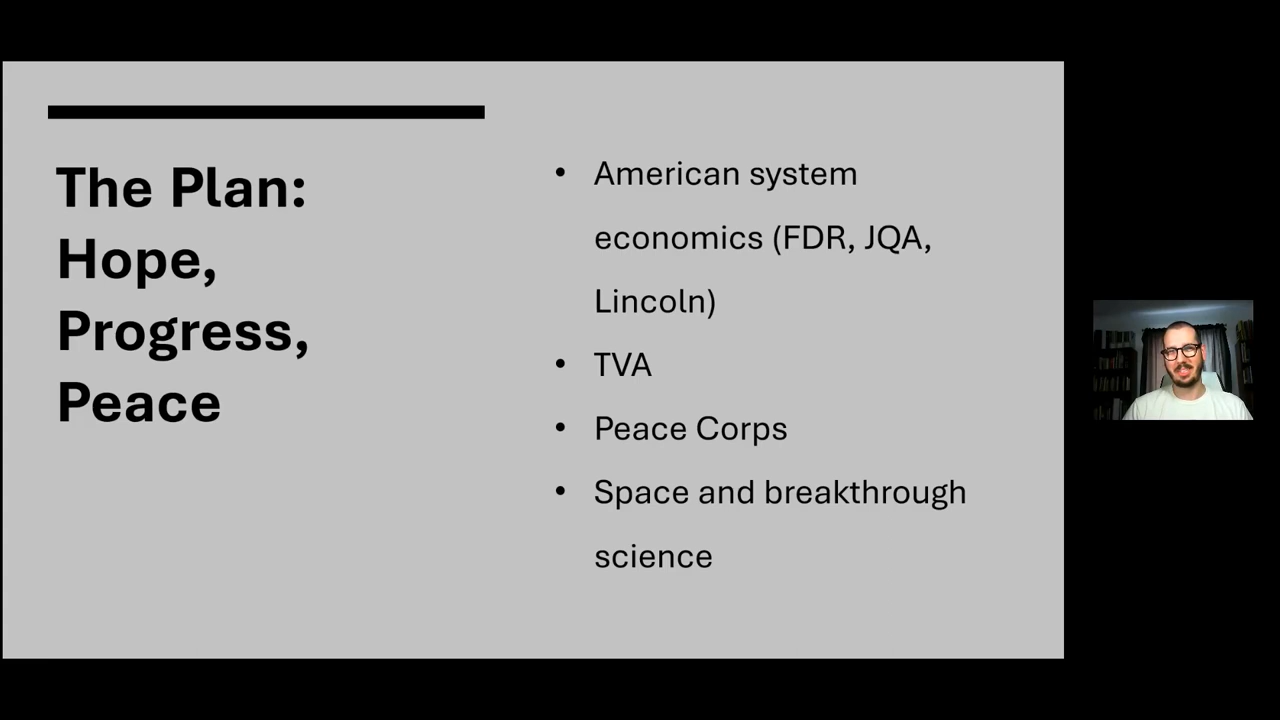 The Plan:
Hope,
Progress,
Peace
• American system
economics (FDR, JQA,
Lincoln)
• TVA
• Peace Corps
• Space and breakthrough
science